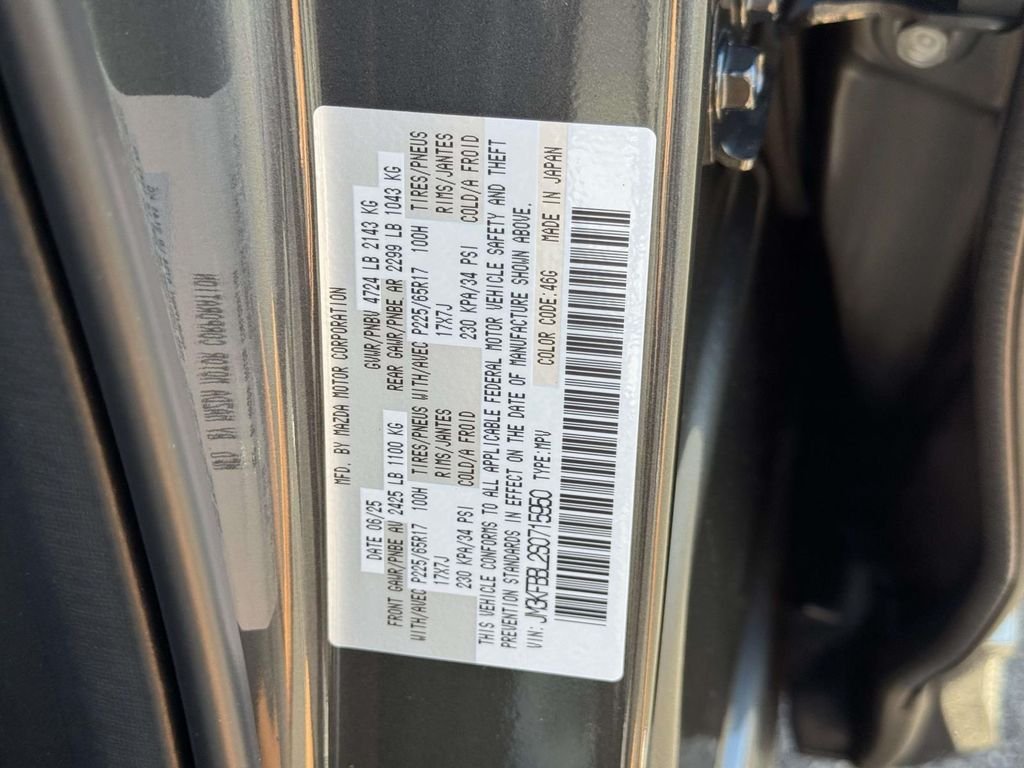 MFD. BY MAZDA MOTOR CORPORATION
DATE 06/25 GVWR/PNBV 4724 LB 2143 KG
FRONT GAWR/PNBE AV 2425 LB 1100 KG REAR GAWR/PNBE AR 2299 LB 1043 KG
WITH/AVEC P225/65R17 100H TIRES/PNEUS WITH/AVEC P225/65R17 100H TIRES/PNEUS
17X7J RIMS/JANTES 17X7J RIMS/JANTES
230 KPA/34 PSI COLD/A FROID 230 KPA/34 PSI COLD/A FROID
THIS VEHICLE CONFORMS TO ALL APPLICABLE FEDERAL MOTOR VEHICLE SAFETY AND THEFT
PREVENTION STANDARDS IN EFFECT ON THE DATE OF MANUFACTURE SHOWN ABOVE.
VIN: JM3KFBBL2S0715950 TYPE:MPV COLOR CODE:46G MADE IN JAPAN